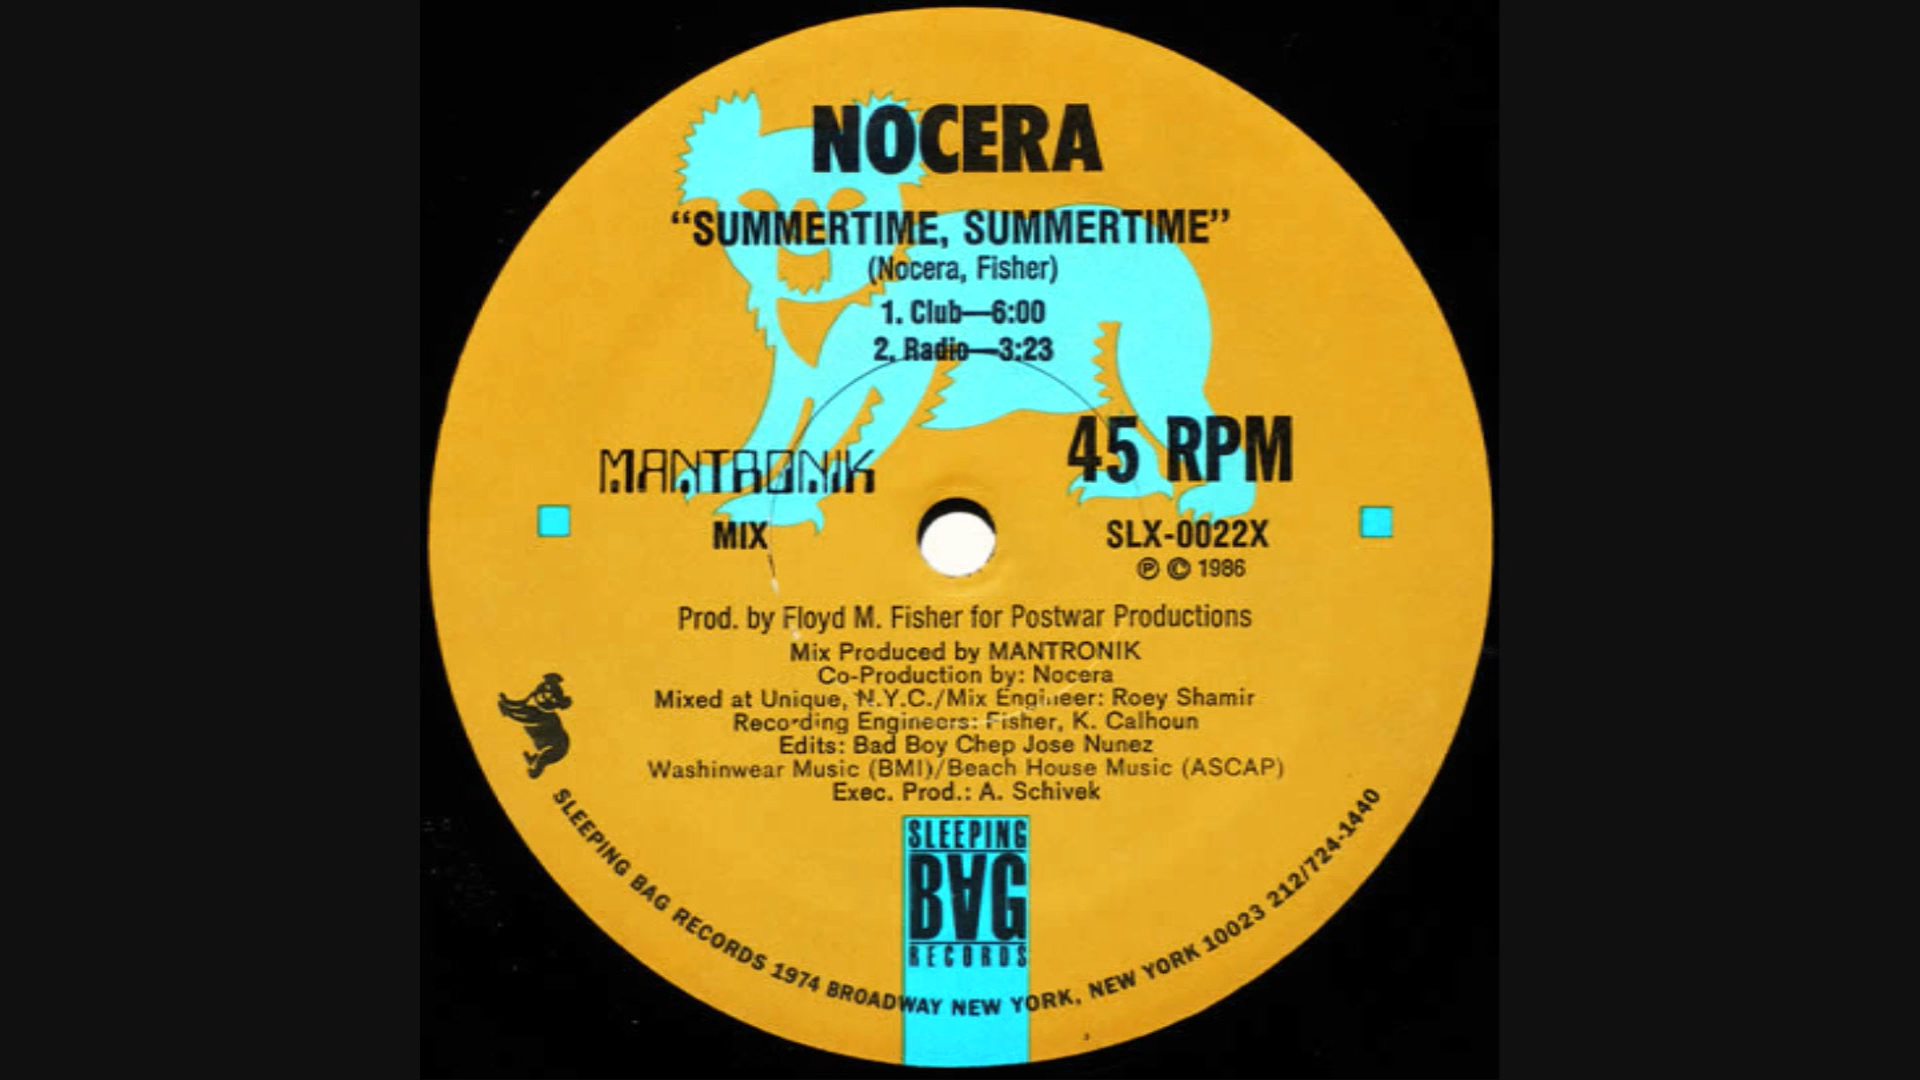 NOCERA
“SUMMERTIME, SUMMERTIME”
(Nocera, Fisher)
1. Club—6:00
2. Radio—3:23
MANTRONIK
MIX
45 RPM
SLX-0022X
Ⓟ © 1986
Prod. by Floyd M. Fisher for Postwar Productions
Mix Produced by MANTRONIK
Co-Production by: Nocera
Mixed at Unique, N.Y.C./Mix Engineer: Roey Shamir
Recording Engineers: Fisher, K. Calhoun
Edits: Bad Boy Chep Jose Nunez
Washinwear Music (BMI)/Beach House Music (ASCAP)
Exec. Prod.: A. Schivek
SLEEPING
BAG
RECORDS
SLEEPING BAG RECORDS 1974 BROADWAY NEW YORK, NEW YORK 10023 212/724-1440